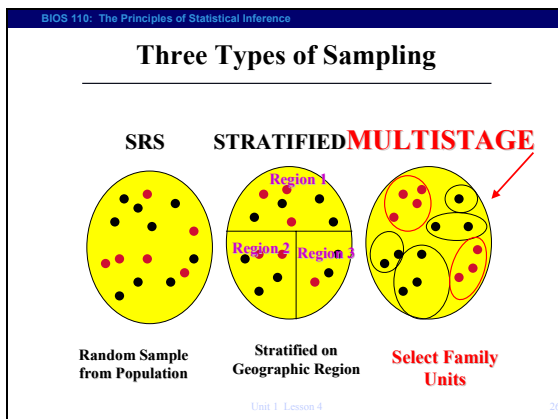 BIOS 110: The Principles of Statistical Inference
Three Types of Sampling
SRS
STRATIFIED
MULTISTAGE
Region 1
Region 2
Region 3
Random Sample
from Population
Stratified on
Geographic Region
Select Family
Units
Unit 1 Lesson 4